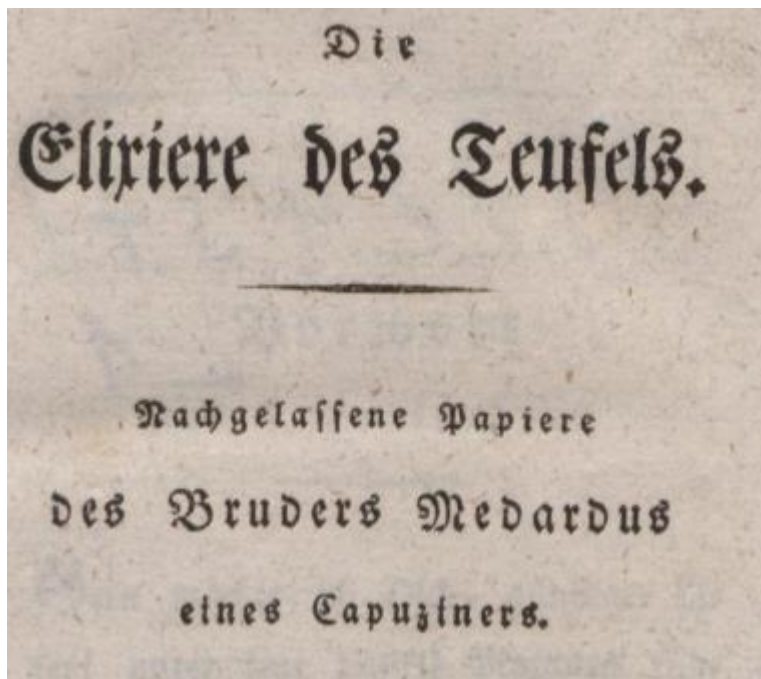 Die
Elixiere des Teufels.
Nachgelassene Papiere
des Bruders Medardus
eines Capuziners.